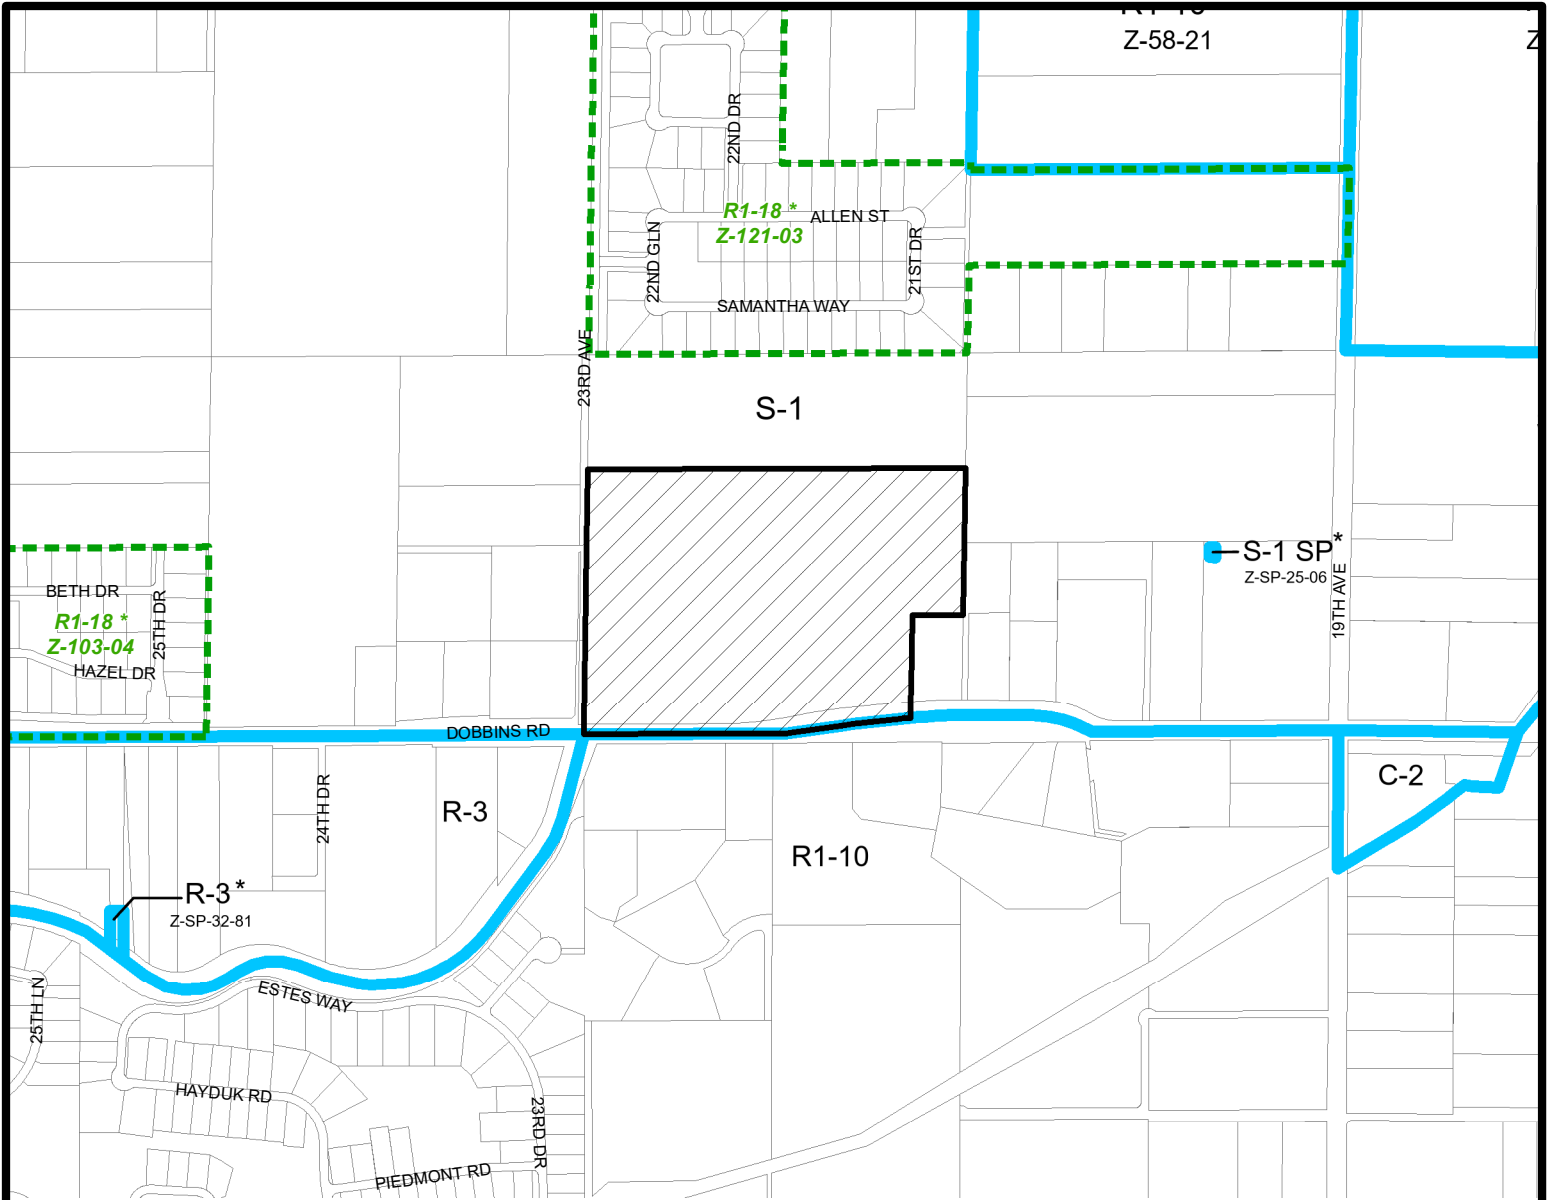 Z-58-21
22ND DR
R1-18 *
Z-121-03
ALLEN ST
22ND GLN
21ST DR
SAMANTHA WAY
23RD AVE
S-1
S-1 SP*
Z-SP-25-06
19TH AVE
BETH DR
25TH DR
R1-18 *
Z-103-04
HAZEL DR
DOBBINS RD
24TH DR
R-3
C-2
R1-10
R-3*
Z-SP-32-81
25TH LN
ESTES WAY
HAYDUK RD
23RD DR
PIEDMONT RD